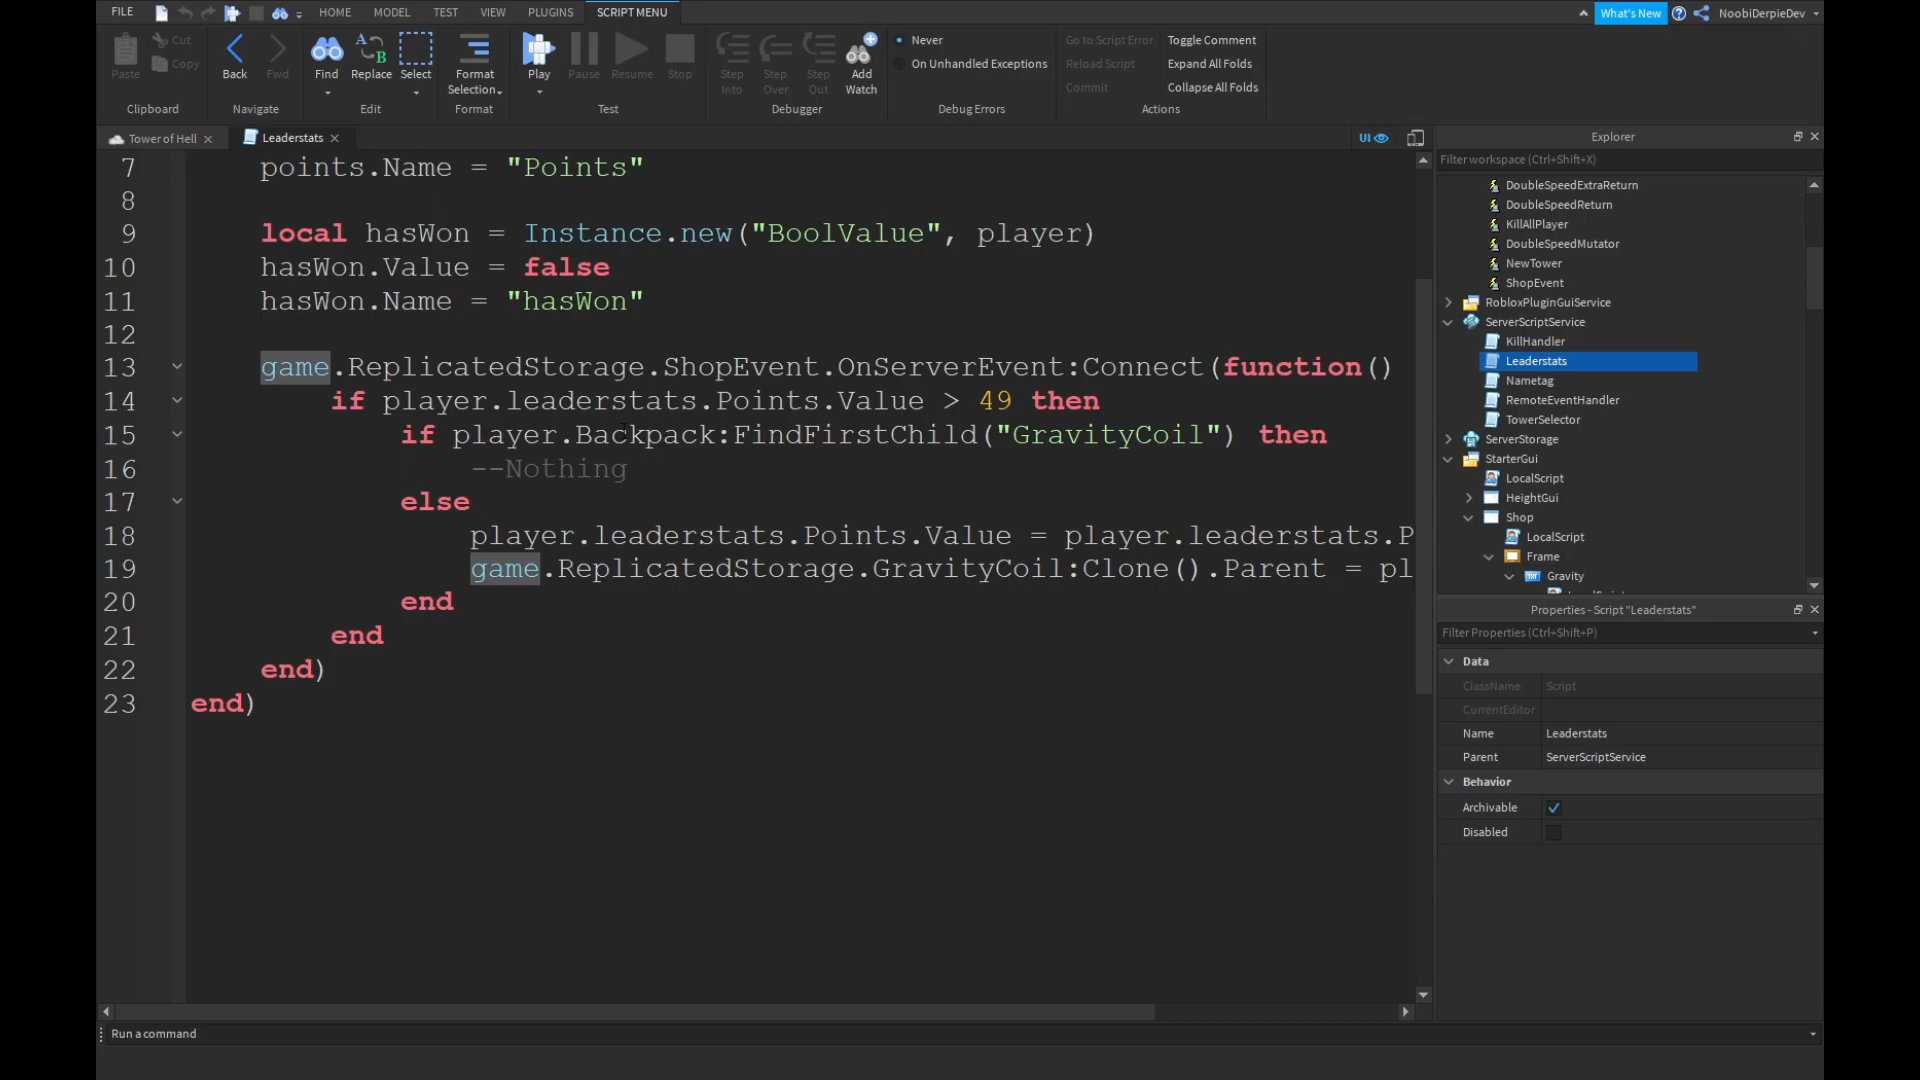 FILE HOME MODEL TEST VIEW PLUGINS SCRIPT MENU What's New NoobiDerpieDev
Paste Cut Copy Clipboard
Back Fwd Navigate
Find Replace Select Edit
Format Selection Format
Play Pause Resume Stop Test
Step Into Step Over Step Out Add Watch Debugger
Never
On Unhandled Exceptions
Debug Errors
Go to Script Error Toggle Comment
Reload Script Expand All Folds
Commit Collapse All Folds
Actions
Tower of Hell Leaderstats UI
7 points.Name = "Points"
8
9 local hasWon = Instance.new("BoolValue", player)
10 hasWon.Value = false
11 hasWon.Name = "hasWon"
12
13 game.ReplicatedStorage.ShopEvent.OnServerEvent:Connect(function()
14 if player.leaderstats.Points.Value > 49 then
15 if player.Backpack:FindFirstChild("GravityCoil") then
16 --Nothing
17 else
18 player.leaderstats.Points.Value = player.leaderstats.P
19 game.ReplicatedStorage.GravityCoil:Clone().Parent = pl
20 end
21 end
22 end)
23 end)
Run a command
Explorer
Filter workspace (Ctrl+Shift+X)
DoubleSpeedExtraReturn
DoubleSpeedReturn
KillAllPlayer
DoubleSpeedMutator
NewTower
ShopEvent
RobloxPluginGuiService
ServerScriptService
KillHandler
Leaderstats
Nametag
RemoteEventHandler
TowerSelector
ServerStorage
StarterGui
LocalScript
HeightGui
Shop
LocalScript
Frame
Gravity
Properties - Script "Leaderstats"
Filter Properties (Ctrl+Shift+P)
Data
ClassName Script
CurrentEditor
Name Leaderstats
Parent ServerScriptService
Behavior
Archivable
Disabled